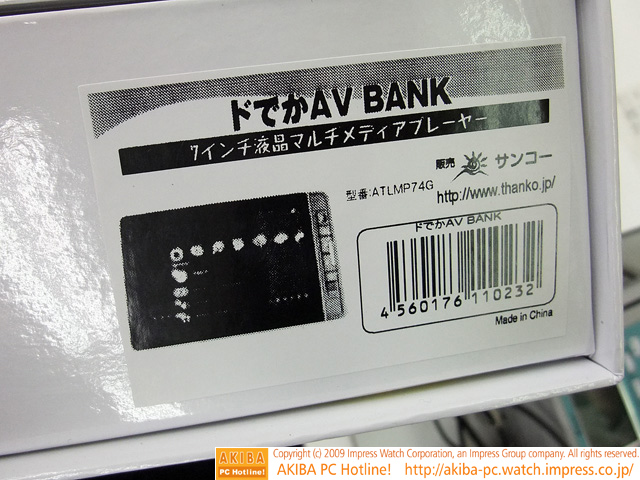 ドでかAV BANK
7インチ液晶マルチメディアプレーヤー
販売 サンコー
型番:ATLMP74G
http://www.thanko.jp/
ドでかAV BANK
4 560176 110232
Made in China
AKIBA PC Hotline!
Copyright (c) 2009 Impress Watch Corporation, an Impress Group company. All rights reserved.
AKIBA PC Hotline! http://akiba-pc.watch.impress.co.jp/